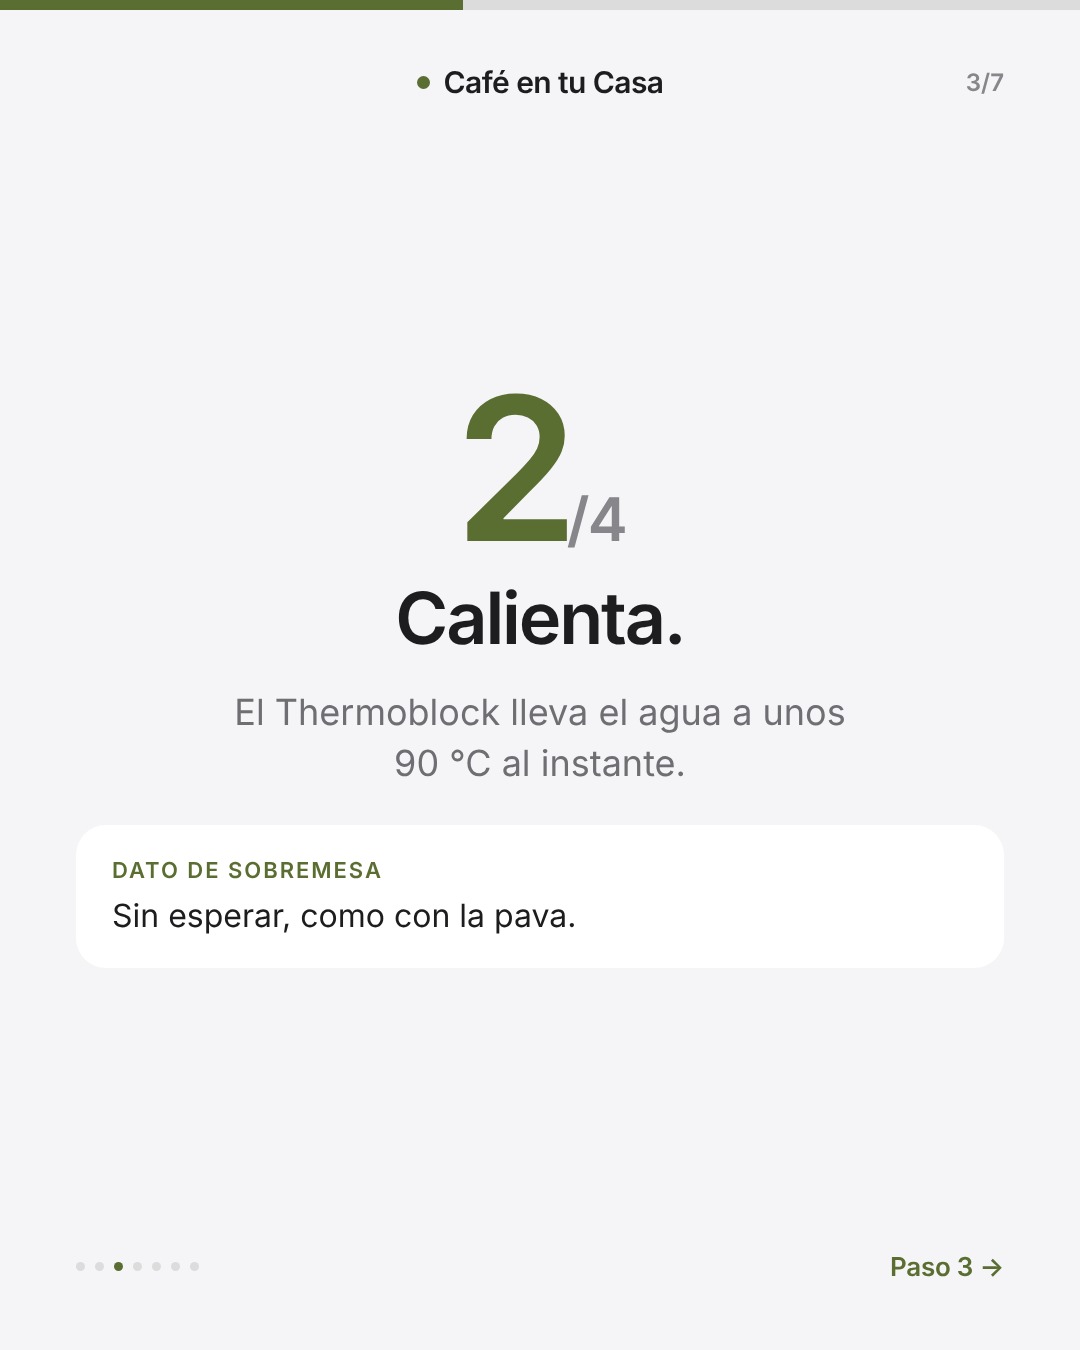 Café en tu Casa
3/7
2/4
Calienta.
El Thermoblock lleva el agua a unos
90 °C al instante.
DATO DE SOBREMESA
Sin esperar, como con la pava.
Paso 3 →